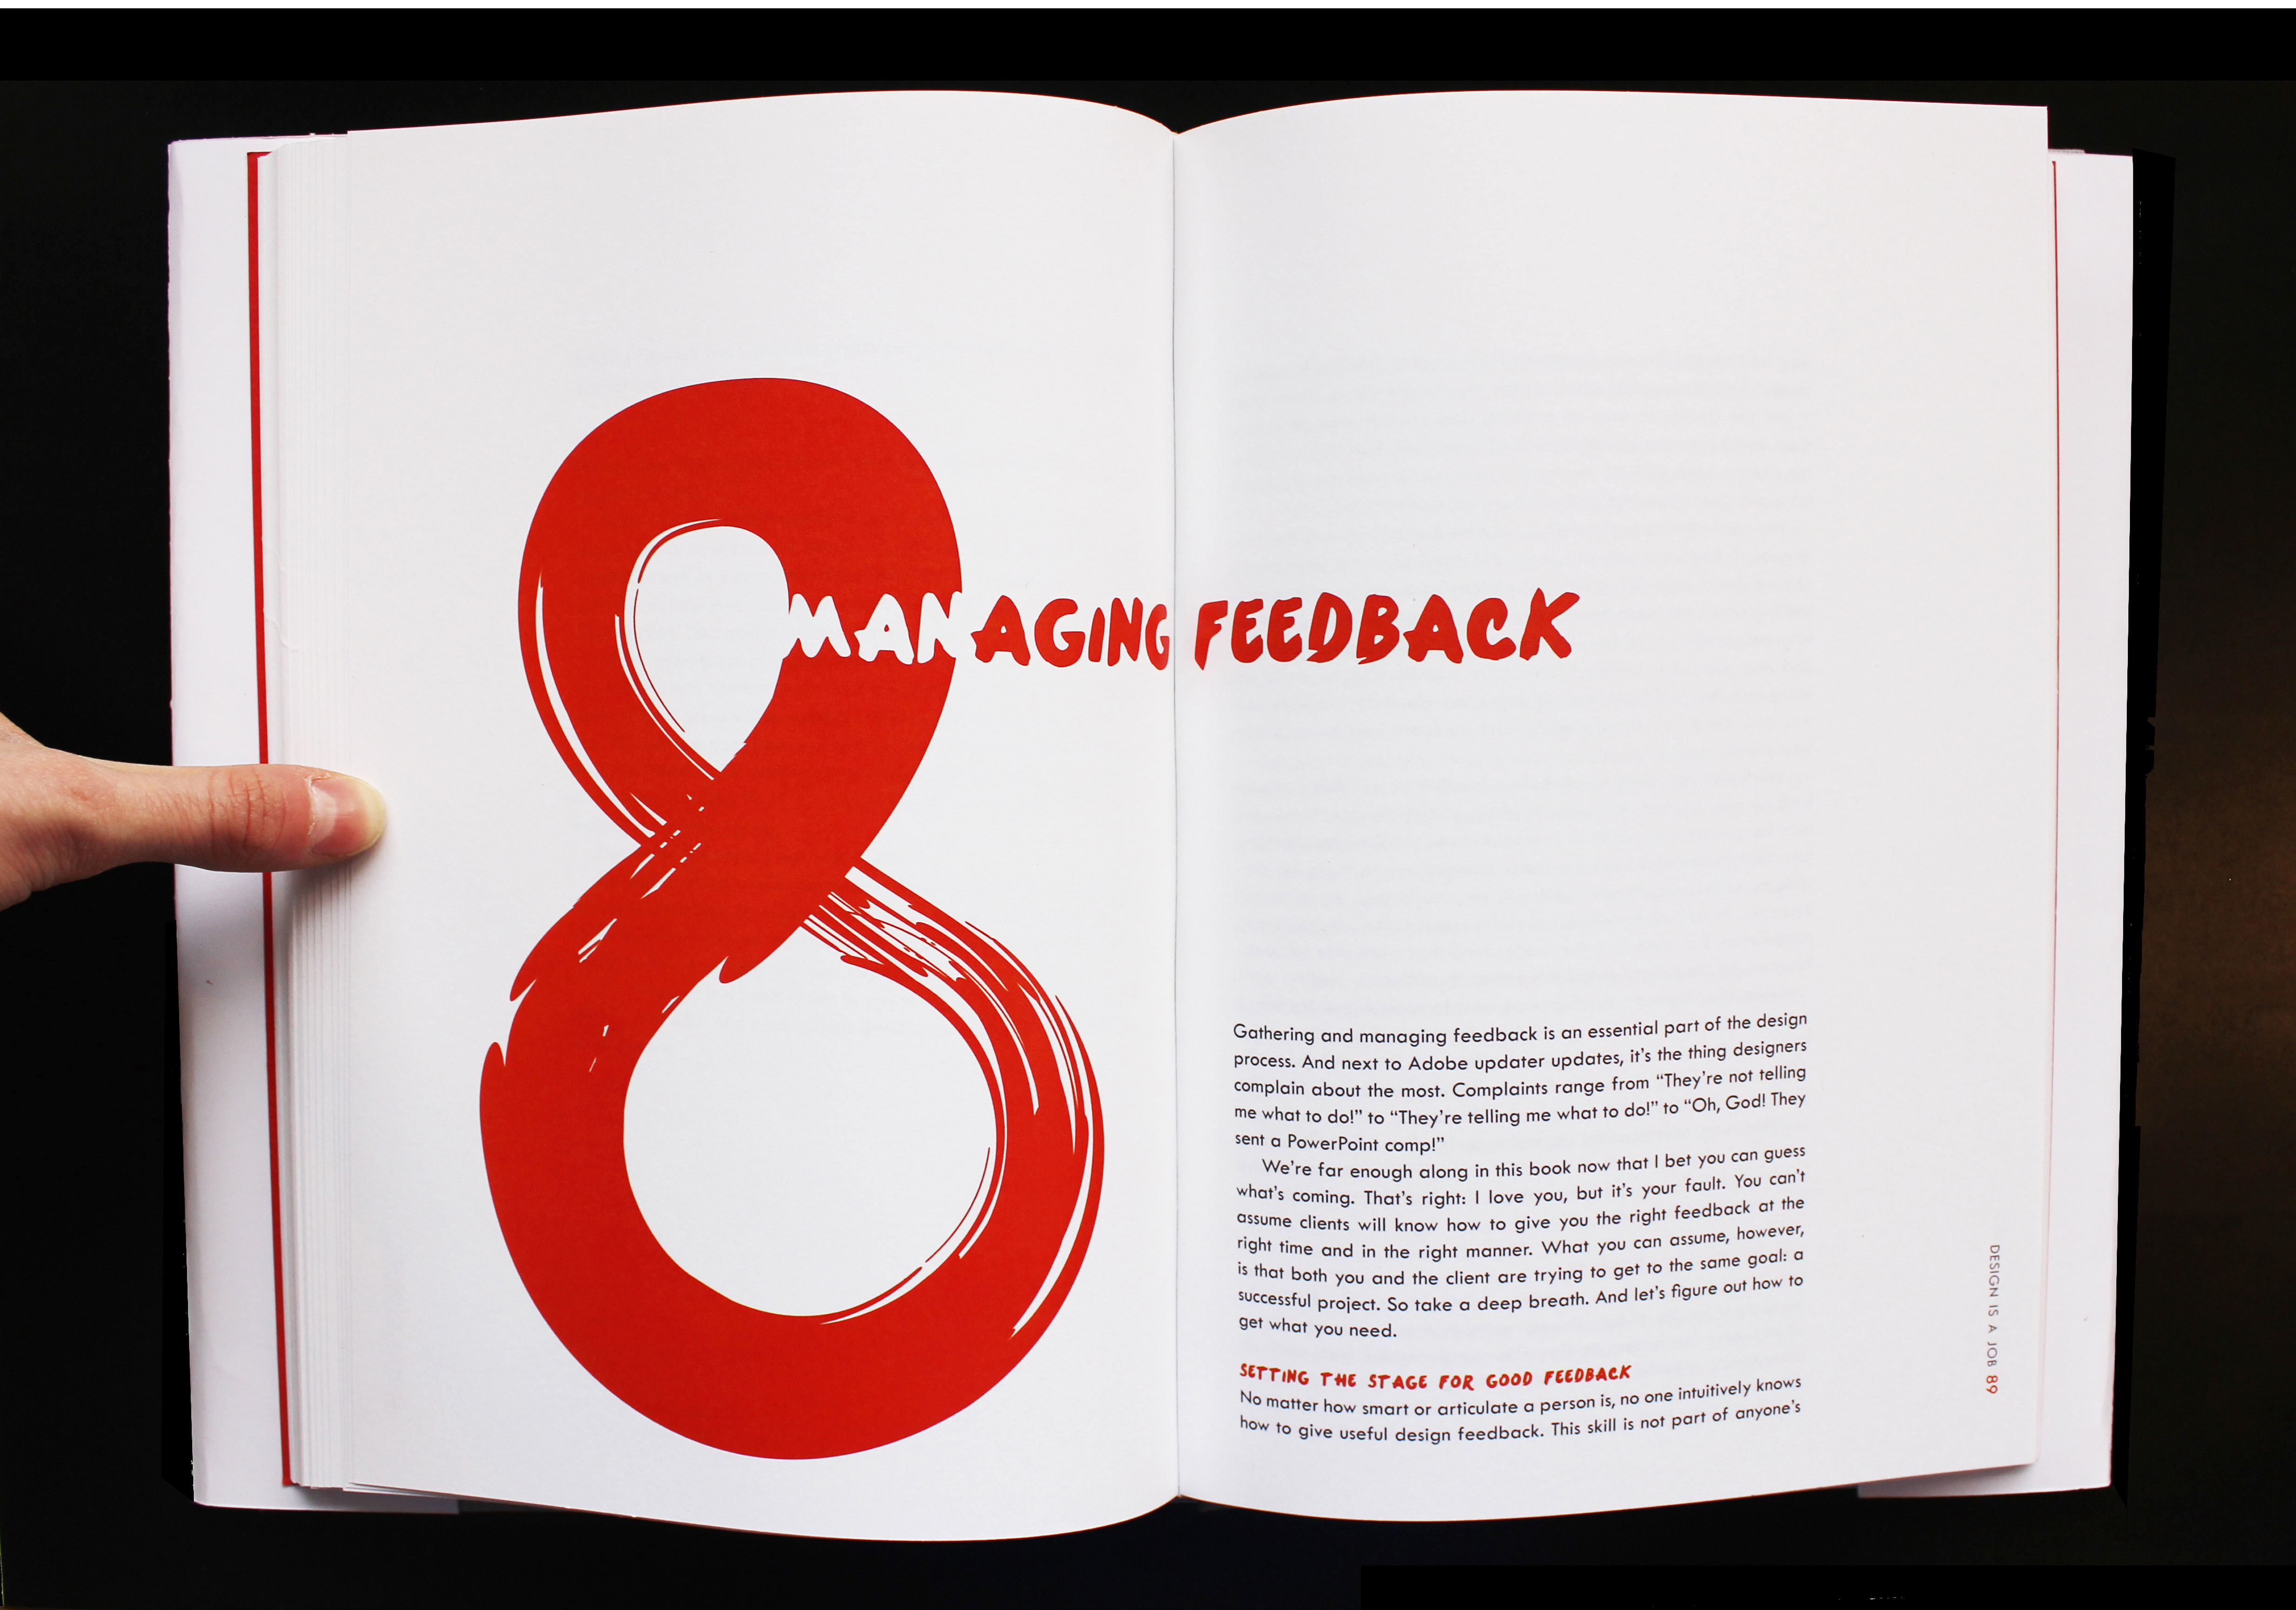 8
MANAGING FEEDBACK
Gathering and managing feedback is an essential part of the design
process. And next to Adobe updater updates, it's the thing designers
complain about the most. Complaints range from “They're not telling
me what to do!” to “They're telling me what to do!” to “Oh, God! They
sent a PowerPoint comp!”
We're far enough along in this book now that I bet you can guess
what's coming. That's right: I love you, but it's your fault. You can't
assume clients will know how to give you the right feedback at the
right time and in the right manner. What you can assume, however,
is that both you and the client are trying to get to the same goal: a
successful project. So take a deep breath. And let's figure out how to
get what you need.
SETTING THE STAGE FOR GOOD FEEDBACK
No matter how smart or articulate a person is, no one intuitively knows
how to give useful design feedback. This skill is not part of anyone's
DESIGN IS A JOB 89